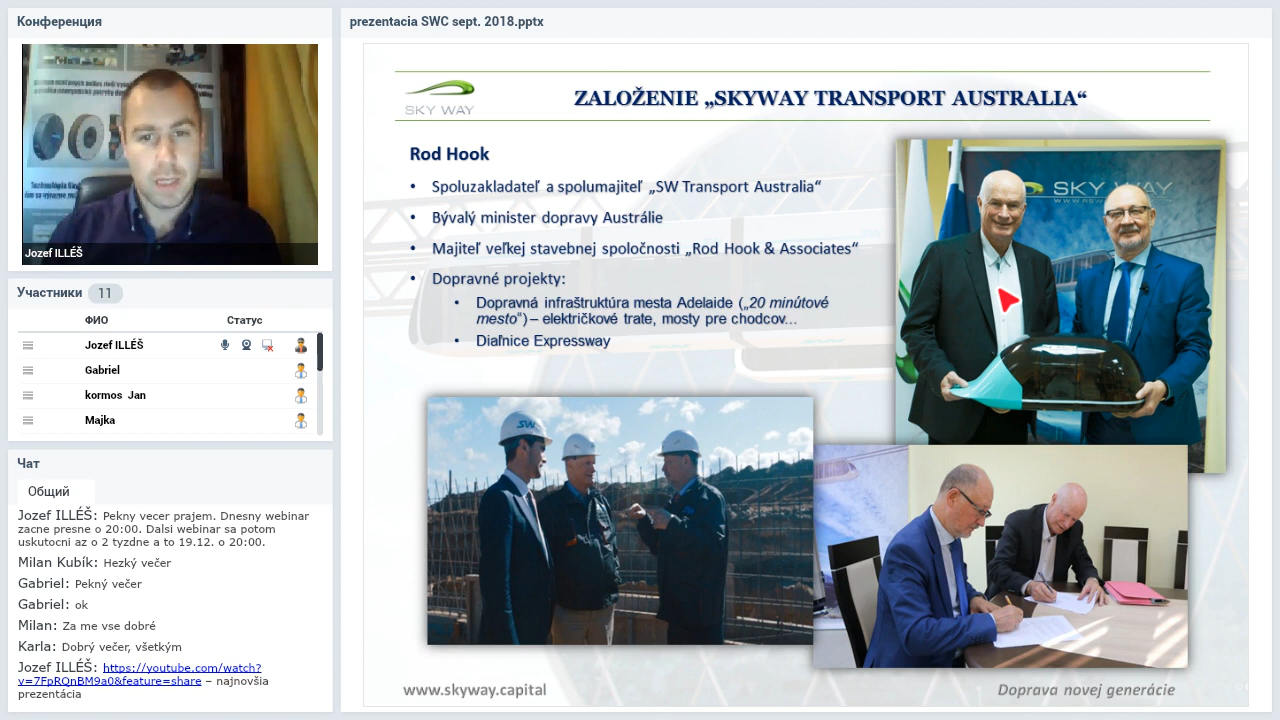 Конференция
Jozef ILLÉŠ
Участники 11
ФИО Статус
Jozef ILLÉŠ
Gabriel
kormos Jan
Majka
Чат
Общий
Jozef ILLÉŠ: Pekny vecer prajem. Dnesny webinar
zacne presne o 20:00. Dalsi webinar sa potom
uskutocni az o 2 tyzdne a to 19.12. o 20:00.
Milan Kubík: Hezký večer
Gabriel: Pekný večer
Gabriel: ok
Milan: Za me vse dobré
Karla: Dobrý večer, všetkým
Jozef ILLÉŠ: https://youtube.com/watch?
v=7FpRQnBM9a0&feature=share – najnovšia
prezentácia
prezentacia SWC sept. 2018.pptx
SKY WAY
ZALOŽENIE „SKYWAY TRANSPORT AUSTRALIA“
Rod Hook
• Spoluzakladateľ a spolumajiteľ „SW Transport Australia“
• Bývalý minister dopravy Austrálie
• Majiteľ veľkej stavebnej spoločnosti „Rod Hook & Associates“
• Dopravné projekty:
• Dopravná infraštruktúra mesta Adelaide („20 minútové
mesto“) – električkové trate, mosty pre chodcov...
• Diaľnice Expressway
SKY WAY
SW
www.skyway.capital
Doprava novej generácie